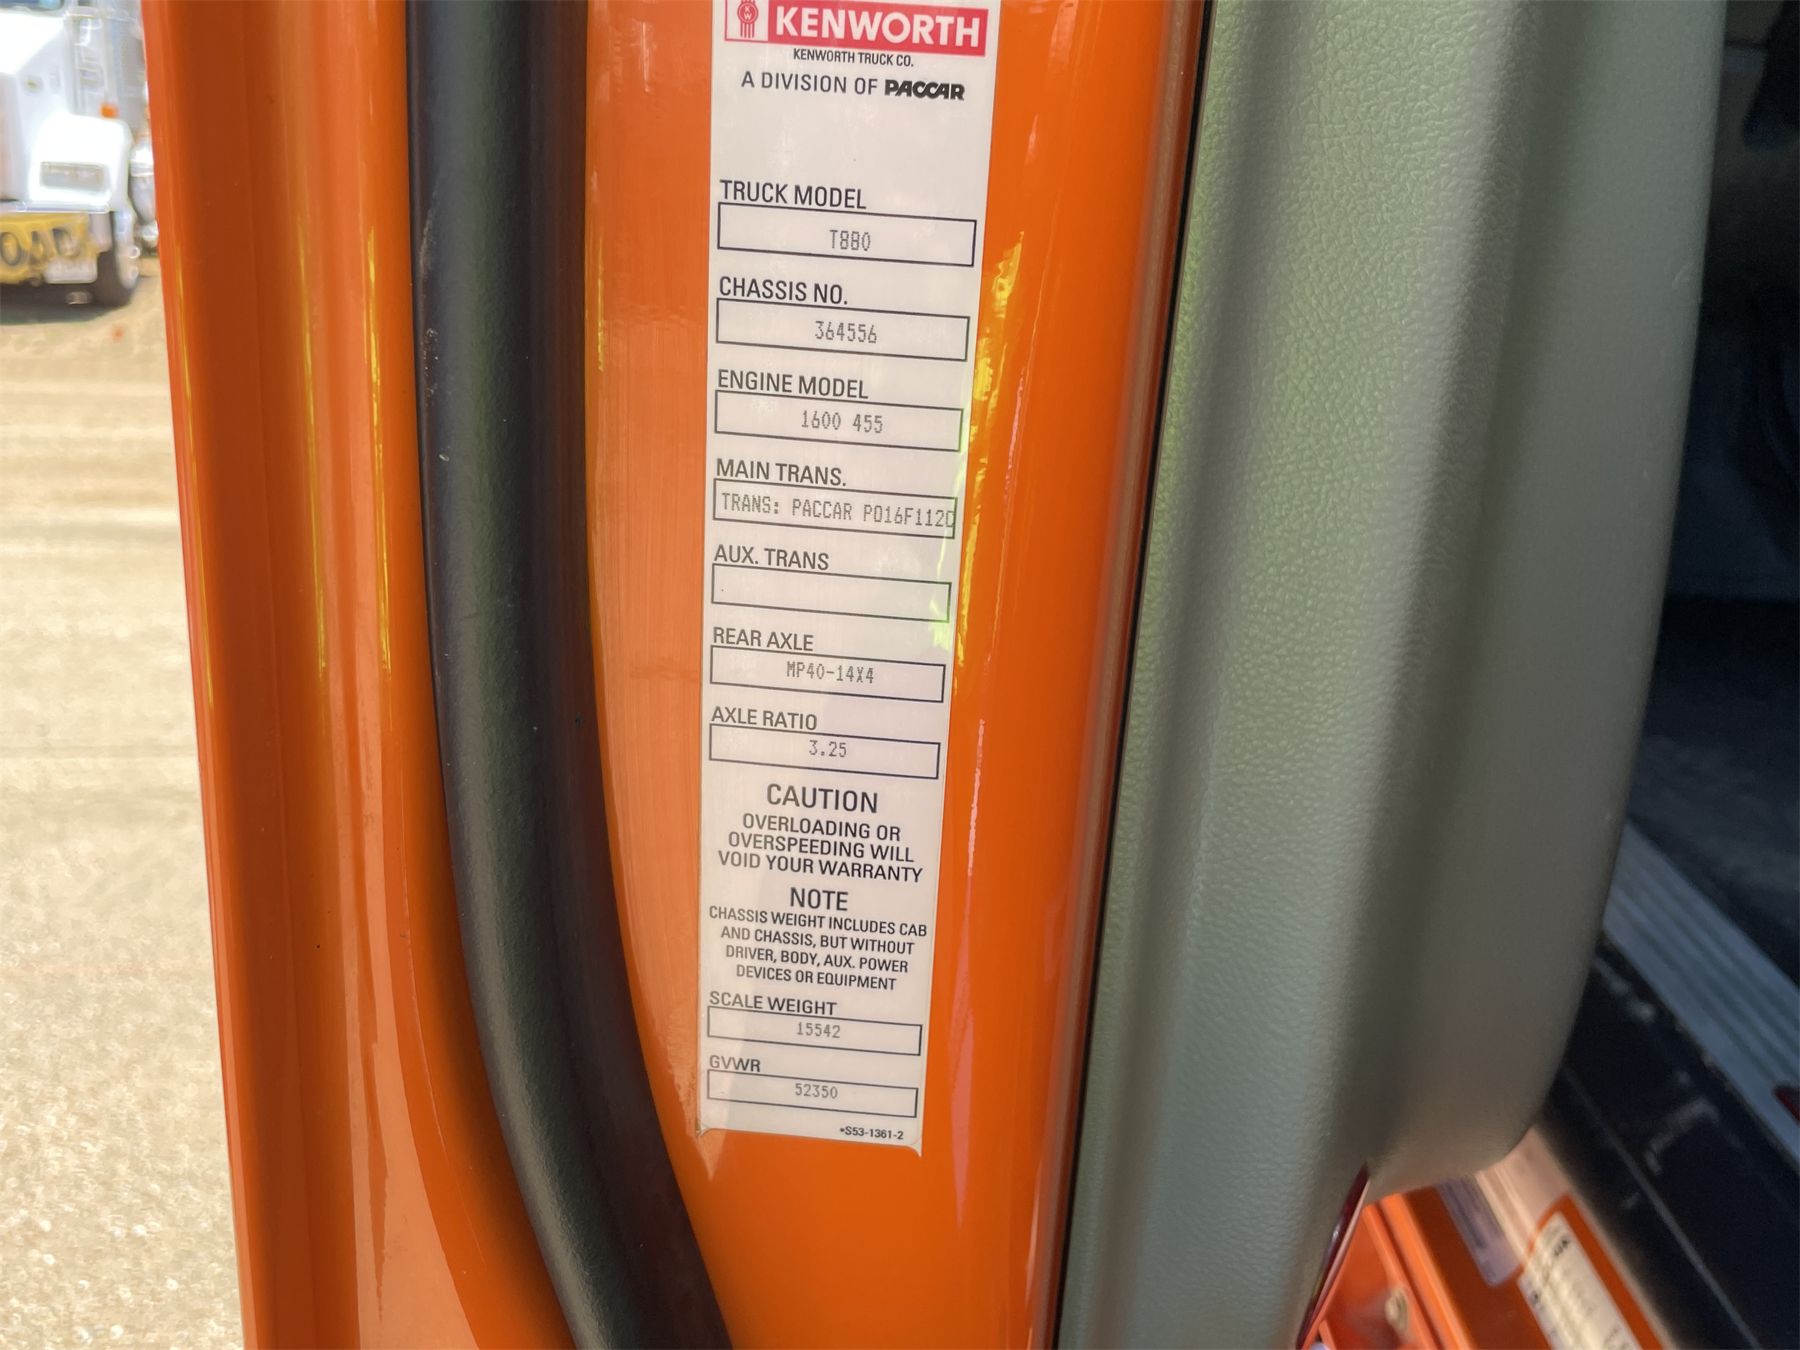 KENWORTH
KENWORTH TRUCK CO.
A DIVISION OF PACCAR
TRUCK MODEL
T880
CHASSIS NO.
364556
ENGINE MODEL
1600 455
MAIN TRANS.
TRANS: PACCAR PO16F112C
AUX. TRANS
REAR AXLE
MP40-14X4
AXLE RATIO
3.25
CAUTION
OVERLOADING OR
OVERSPEEDING WILL
VOID YOUR WARRANTY
NOTE
CHASSIS WEIGHT INCLUDES CAB
AND CHASSIS, BUT WITHOUT
DRIVER, BODY, AUX. POWER
DEVICES OR EQUIPMENT
SCALE WEIGHT
15542
GVWR
52350
*S53-1361-2
OAD